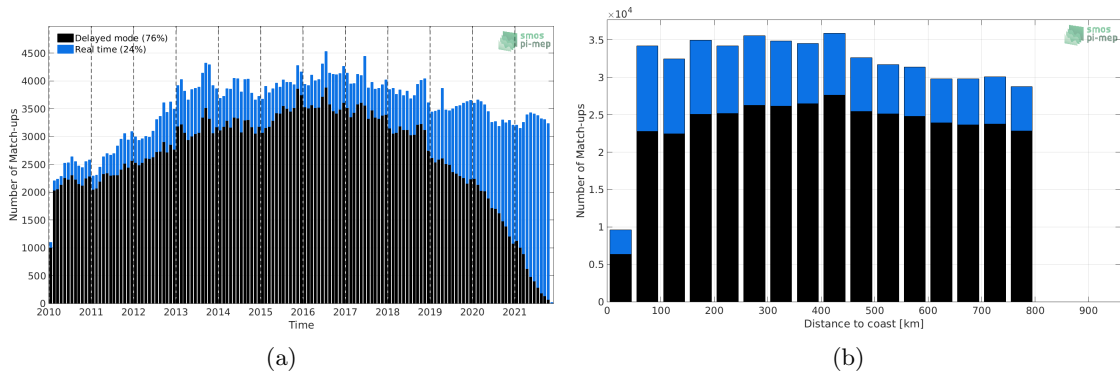 Delayed mode (76%)
Real time (24%)
smos
pi-mep
Number of Match-ups
4500
4000
3500
3000
2500
2000
1500
1000
500
0
2010 2011 2012 2013 2014 2015 2016 2017 2018 2019 2020 2021
Time
(a)
×10⁴
smos
pi-mep
Number of Match-ups
3.5
3
2.5
2
1.5
1
0.5
0
0 100 200 300 400 500 600 700 800 900
Distance to coast [km]
(b)